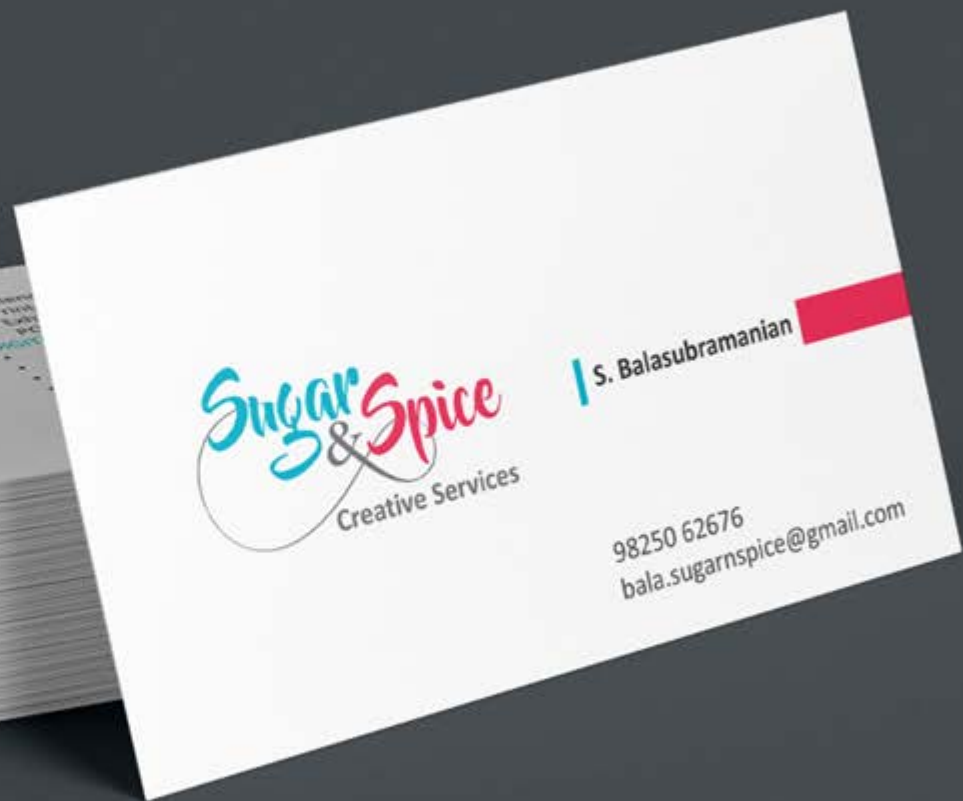 Sugar
& Spice
Creative Services
S. Balasubramanian
98250 62676
bala.sugarnspice@gmail.com